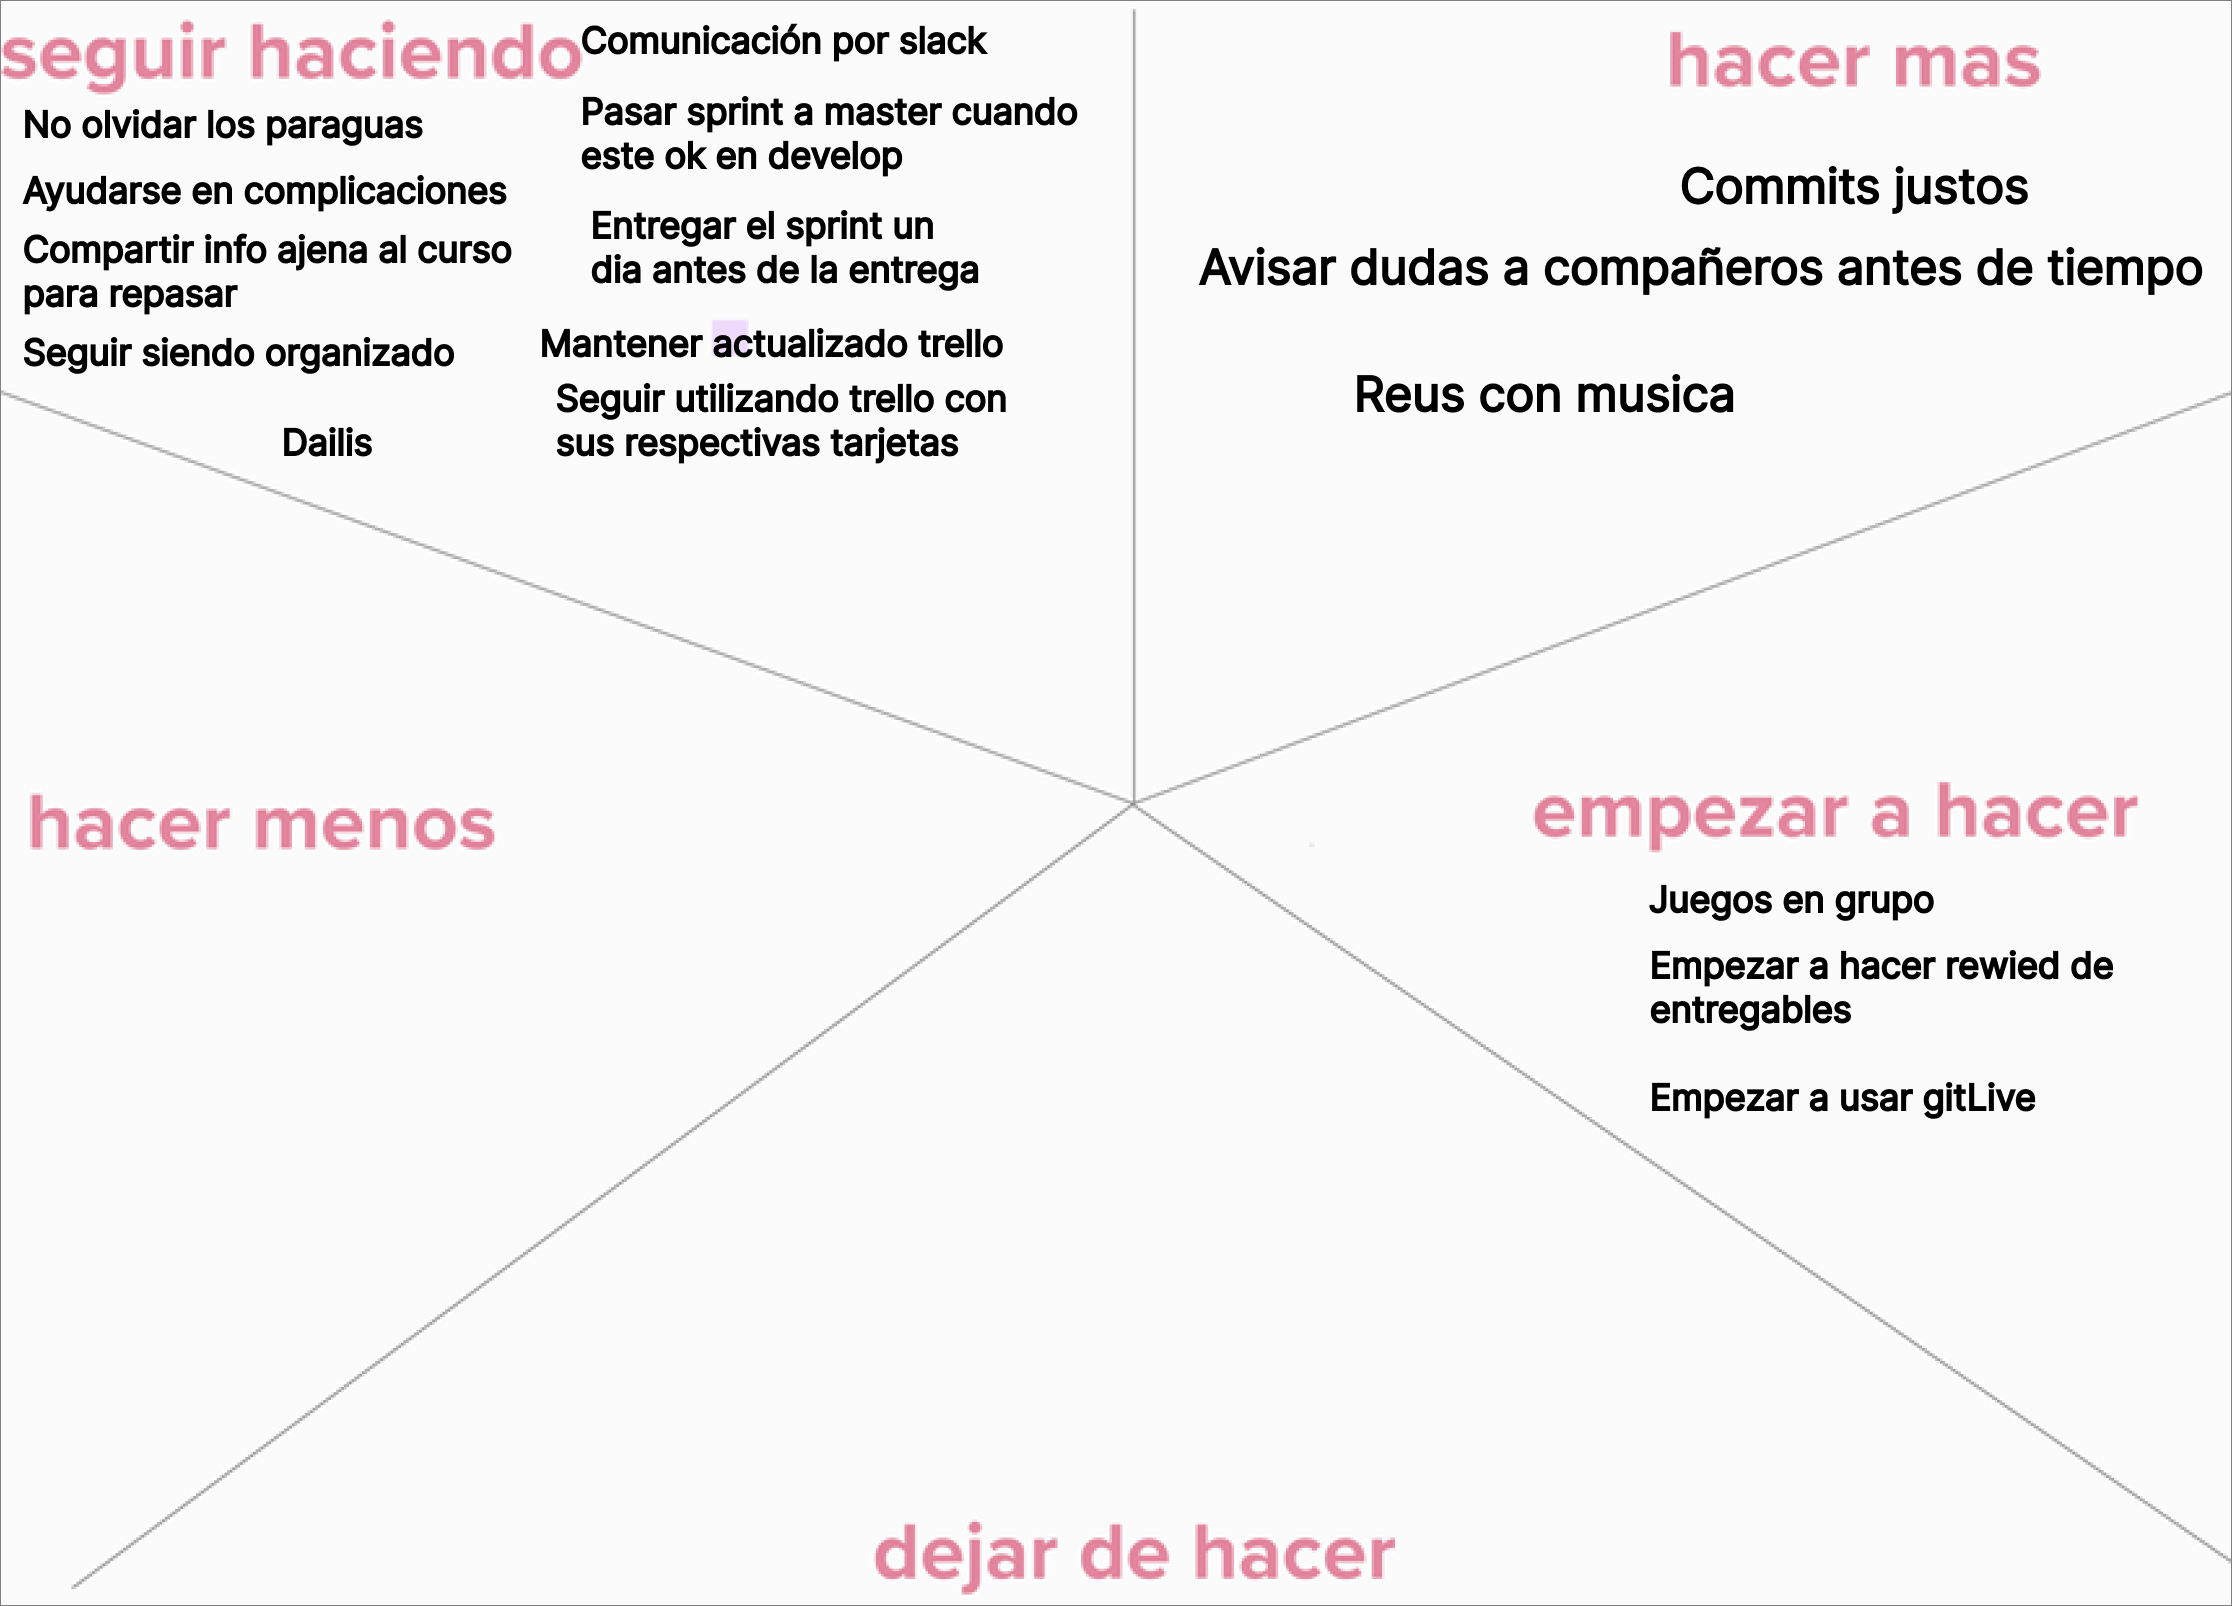 seguir haciendo
No olvidar los paraguas
Ayudarse en complicaciones
Compartir info ajena al curso
para repasar
Seguir siendo organizado
Dailis
Comunicación por slack
Pasar sprint a master cuando
este ok en develop
Entregar el sprint un
dia antes de la entrega
Mantener actualizado trello
Seguir utilizando trello con
sus respectivas tarjetas
hacer mas
Commits justos
Avisar dudas a compañeros antes de tiempo
Reus con musica
hacer menos
empezar a hacer
Juegos en grupo
Empezar a hacer rewied de
entregables
Empezar a usar gitLive
dejar de hacer